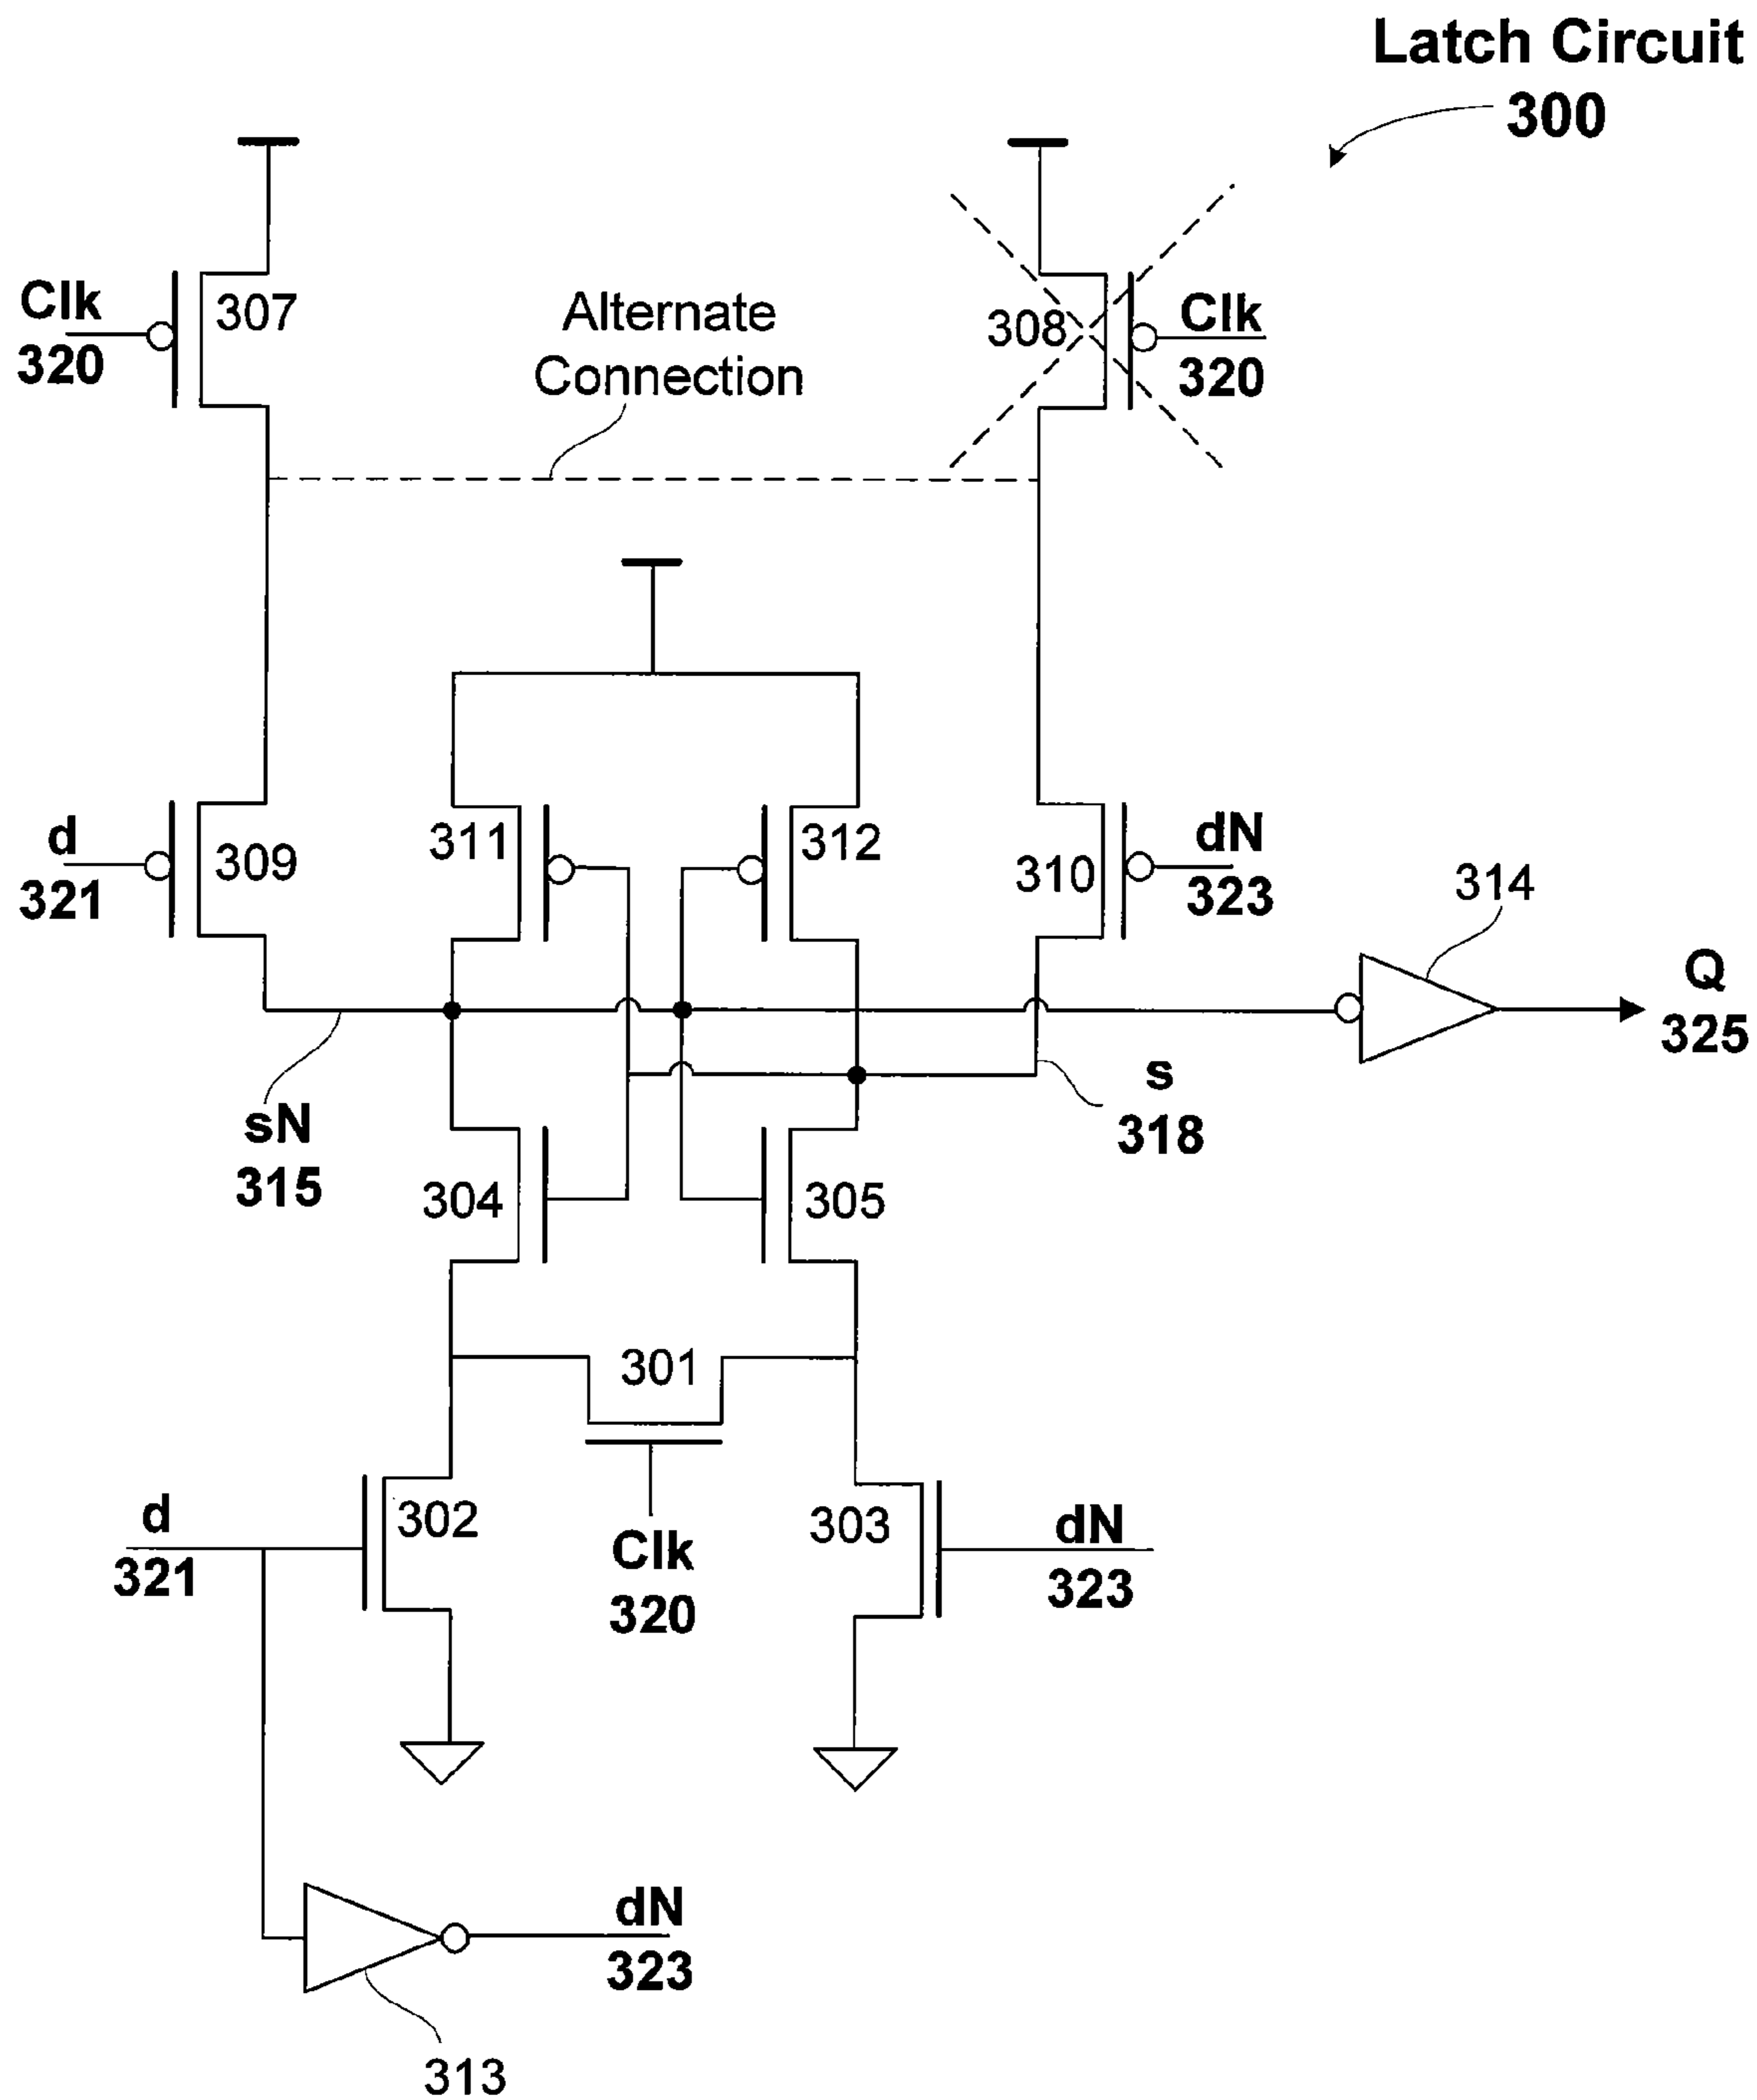 Latch Circuit
300
Clk
320
307
Alternate
Connection
308
Clk
320
d
321
309
311
312
310
dN
323
314
Q
325
sN
315
s
318
304
305
301
d
321
302
Clk
320
303
dN
323
dN
323
313